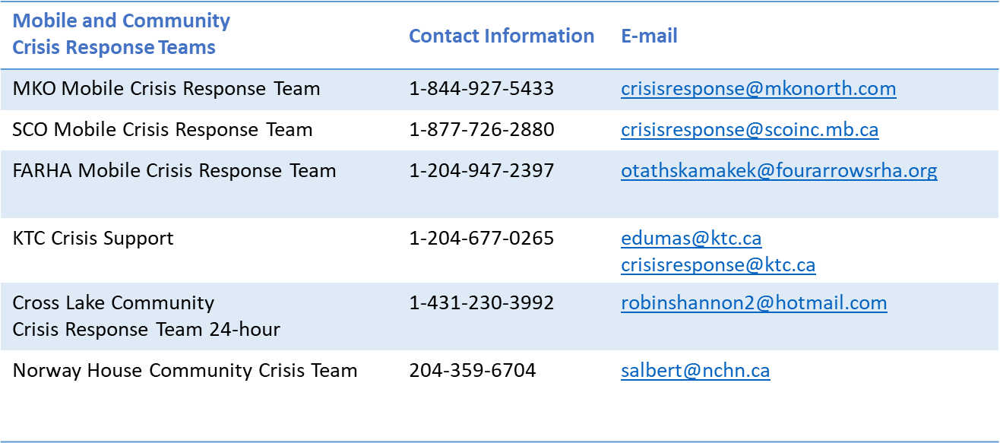 Mobile and Community
Crisis Response Teams
Contact Information
E-mail
MKO Mobile Crisis Response Team 1-844-927-5433 crisisresponse@mkonorth.com
SCO Mobile Crisis Response Team 1-877-726-2880 crisisresponse@scoinc.mb.ca
FARHA Mobile Crisis Response Team 1-204-947-2397 otathskamakek@fourarrowsrha.org
KTC Crisis Support 1-204-677-0265 edumas@ktc.ca
crisisresponse@ktc.ca
Cross Lake Community 1-431-230-3992 robinshannon2@hotmail.com
Crisis Response Team 24-hour
Norway House Community Crisis Team 204-359-6704 salbert@nchn.ca